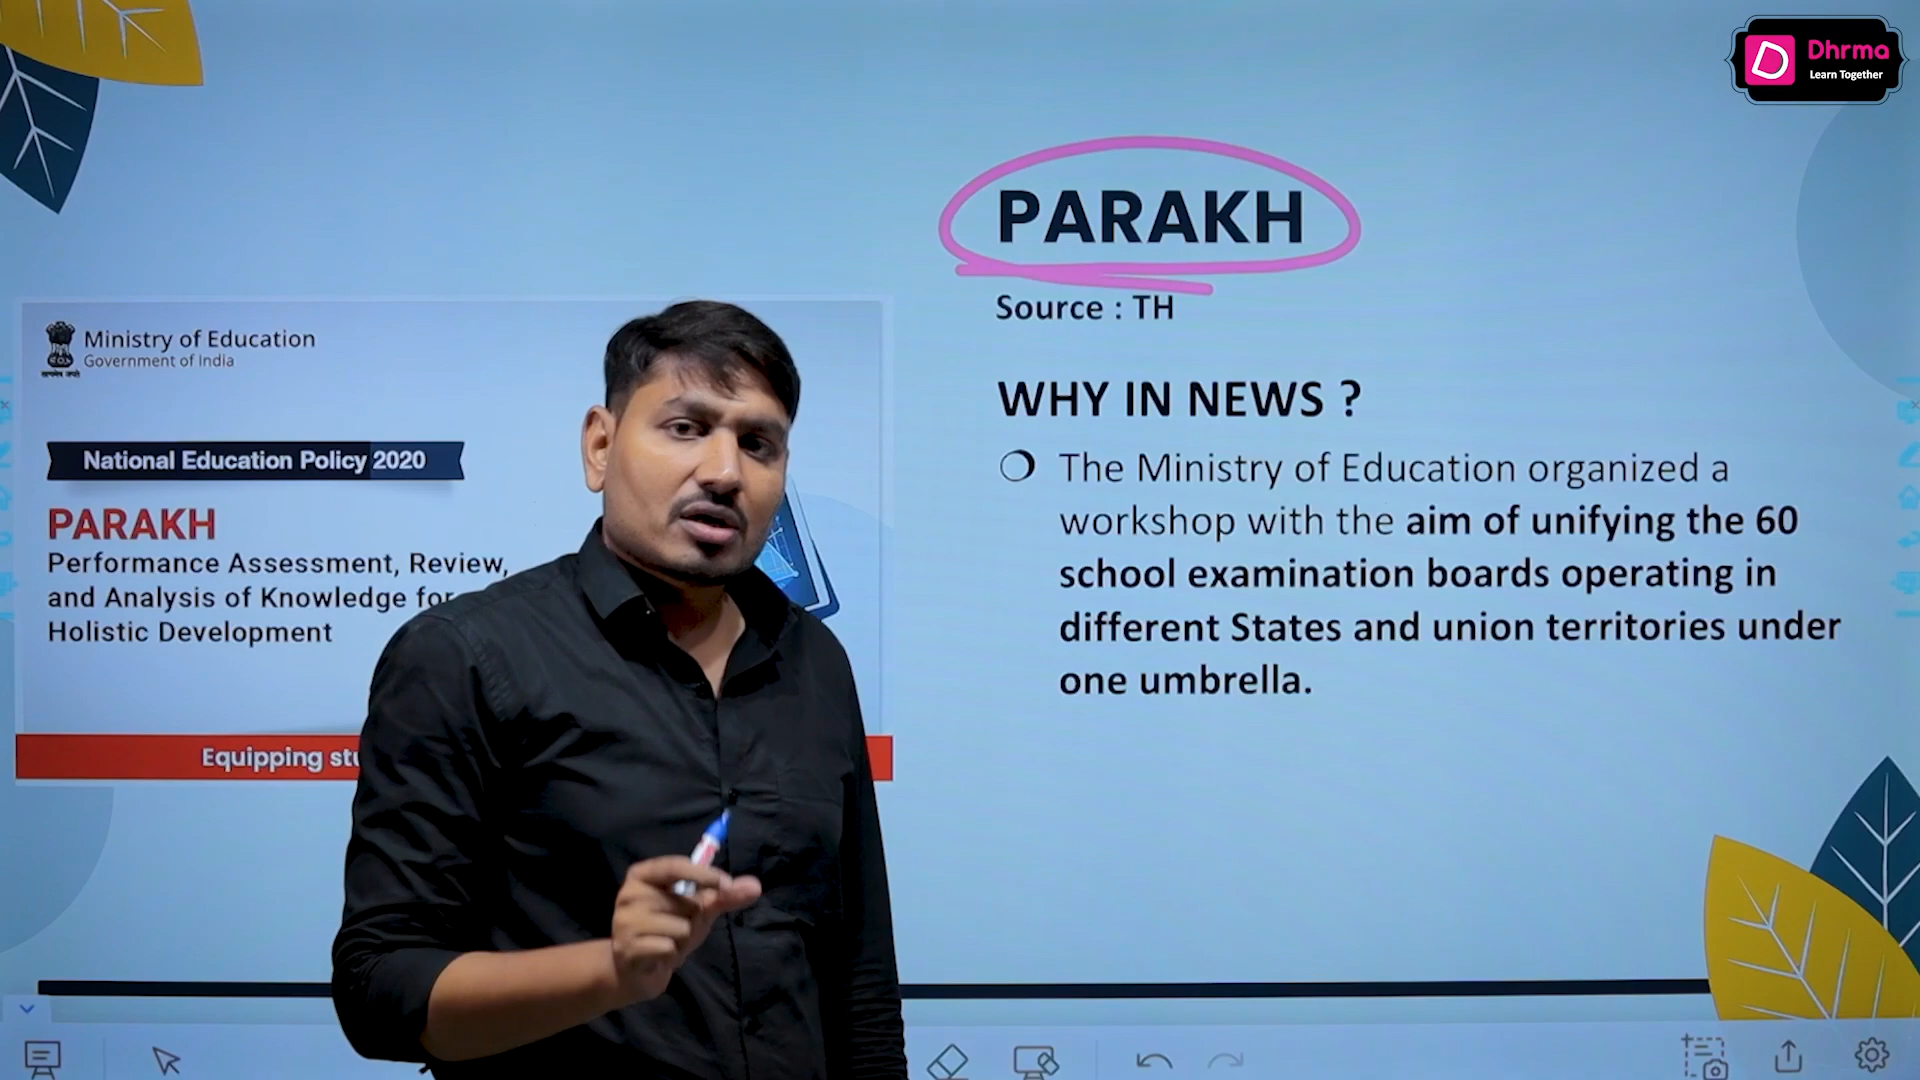 Dhrma
Learn Together
PARAKH
Source : TH
WHY IN NEWS ?
The Ministry of Education organized a
workshop with the aim of unifying the 60
school examination boards operating in
different States and union territories under
one umbrella.
Ministry of Education
Government of India
सत्यमेव जयते
National Education Policy 2020
PARAKH
Performance Assessment, Review,
and Analysis of Knowledge for
Holistic Development
Equipping